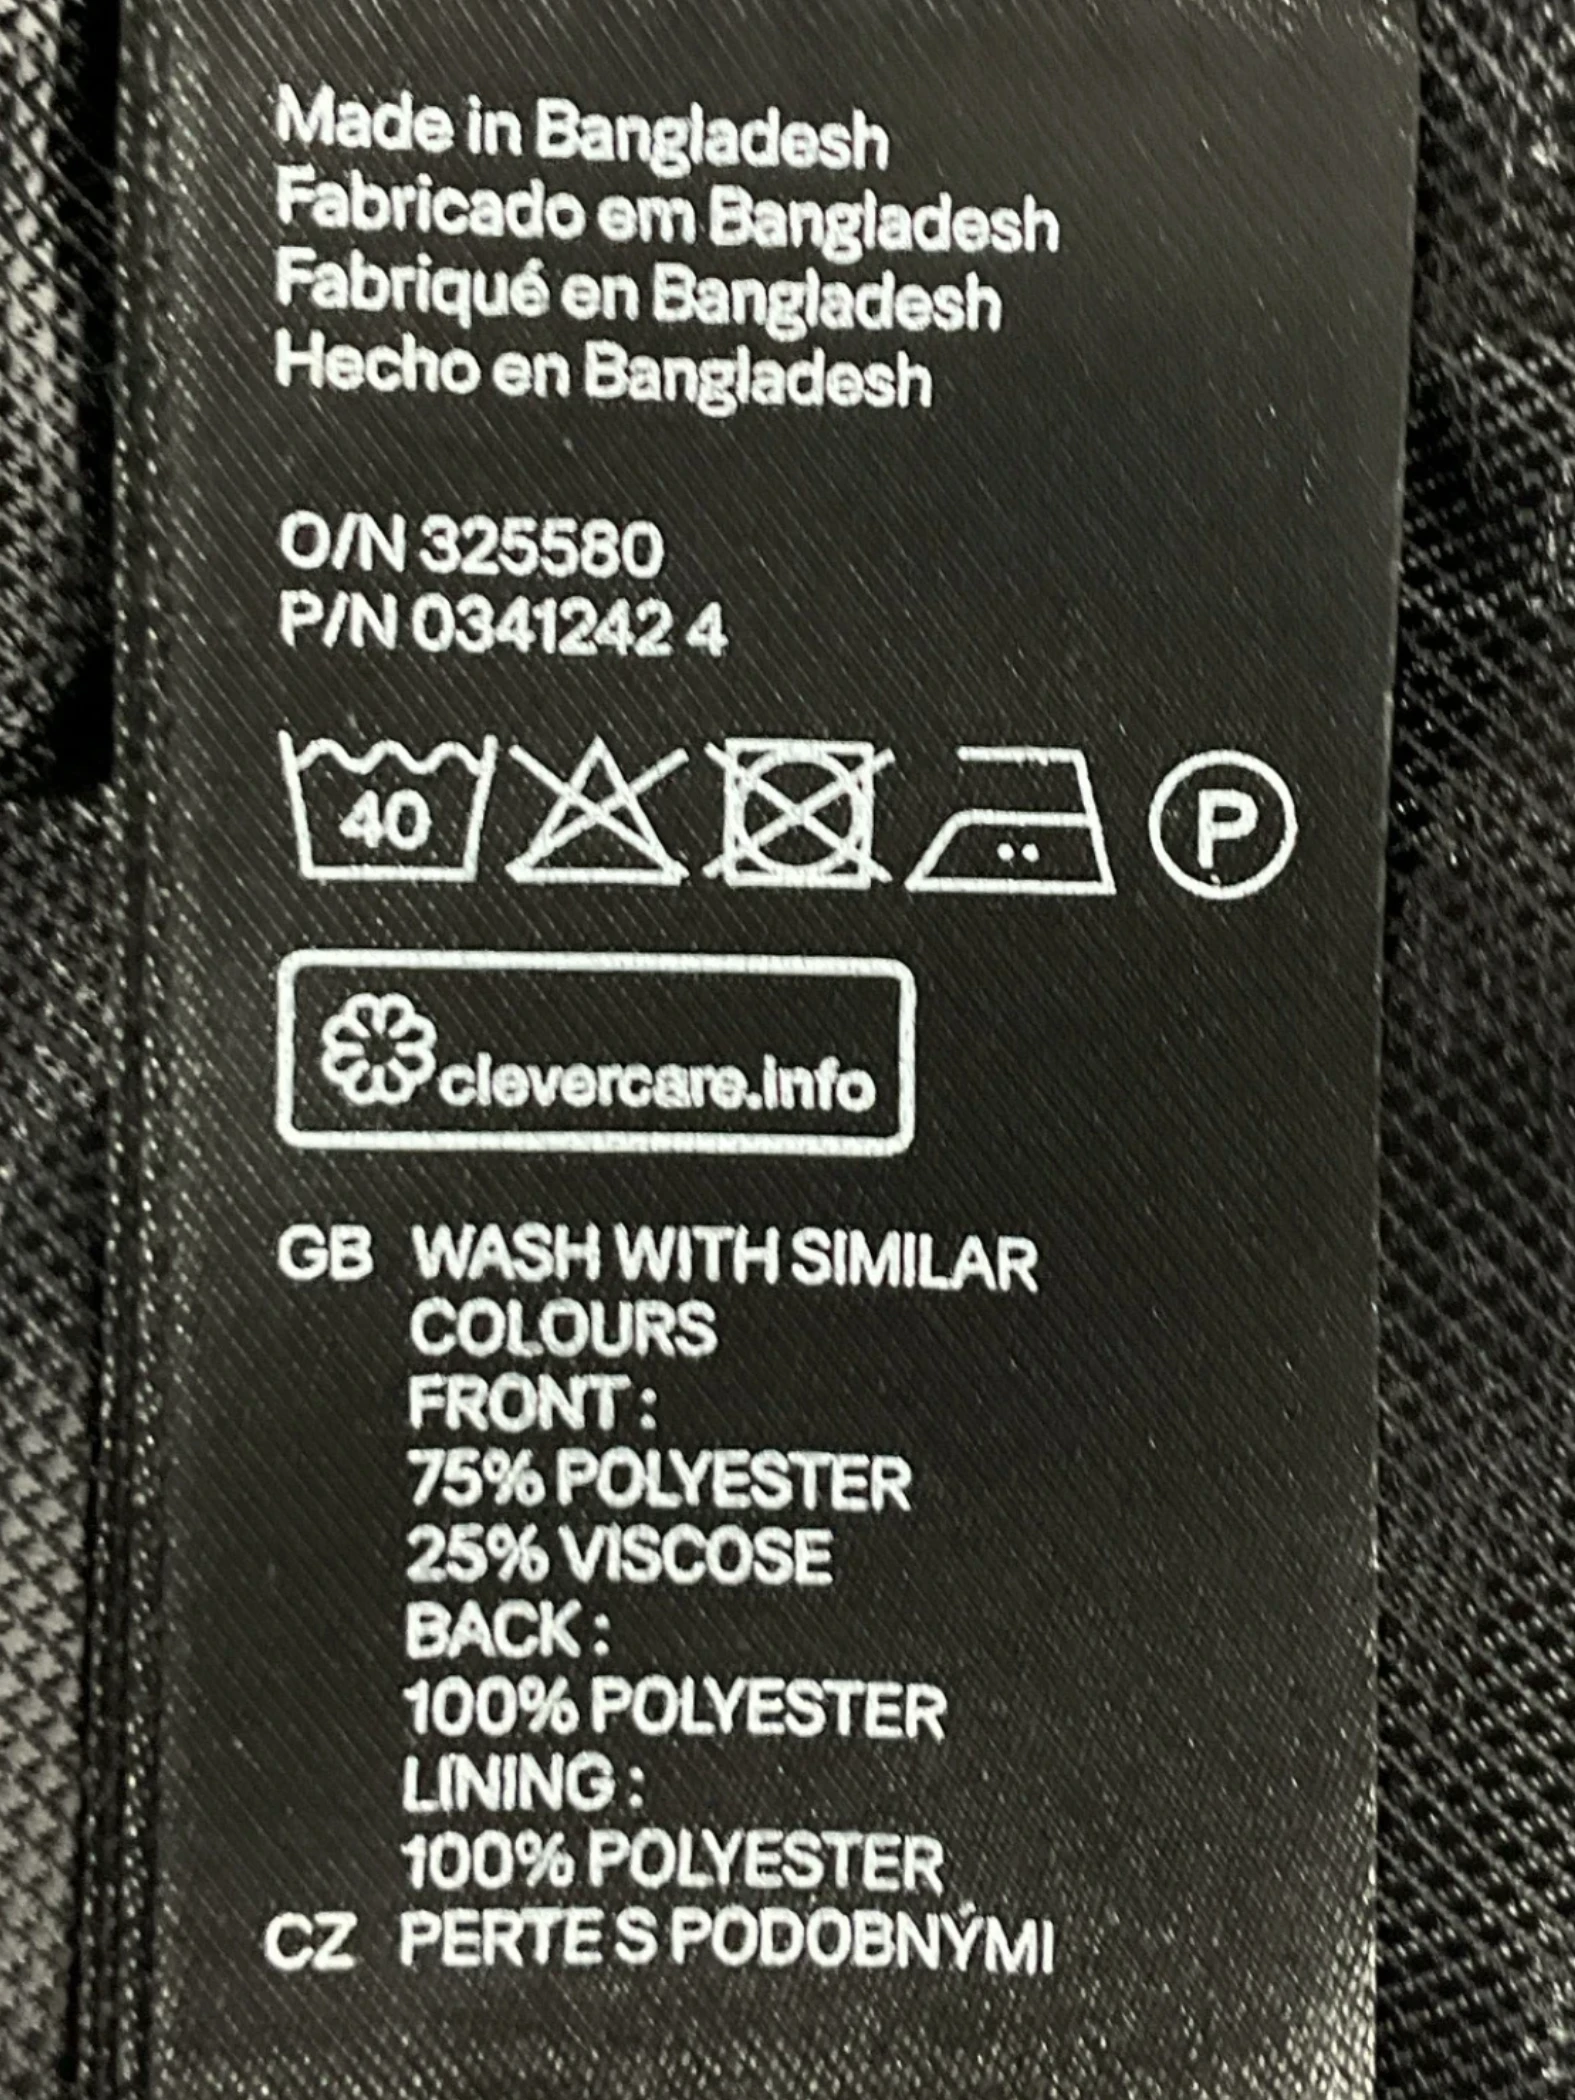 Made in Bangladesh
Fabricado em Bangladesh
Fabriqué en Bangladesh
Hecho en Bangladesh
O/N 325580
P/N 0341242 4
40
P
clevercare.info
GB WASH WITH SIMILAR
COLOURS
FRONT :
75% POLYESTER
25% VISCOSE
BACK :
100% POLYESTER
LINING :
100% POLYESTER
CZ PERTE S PODOBNÝMI